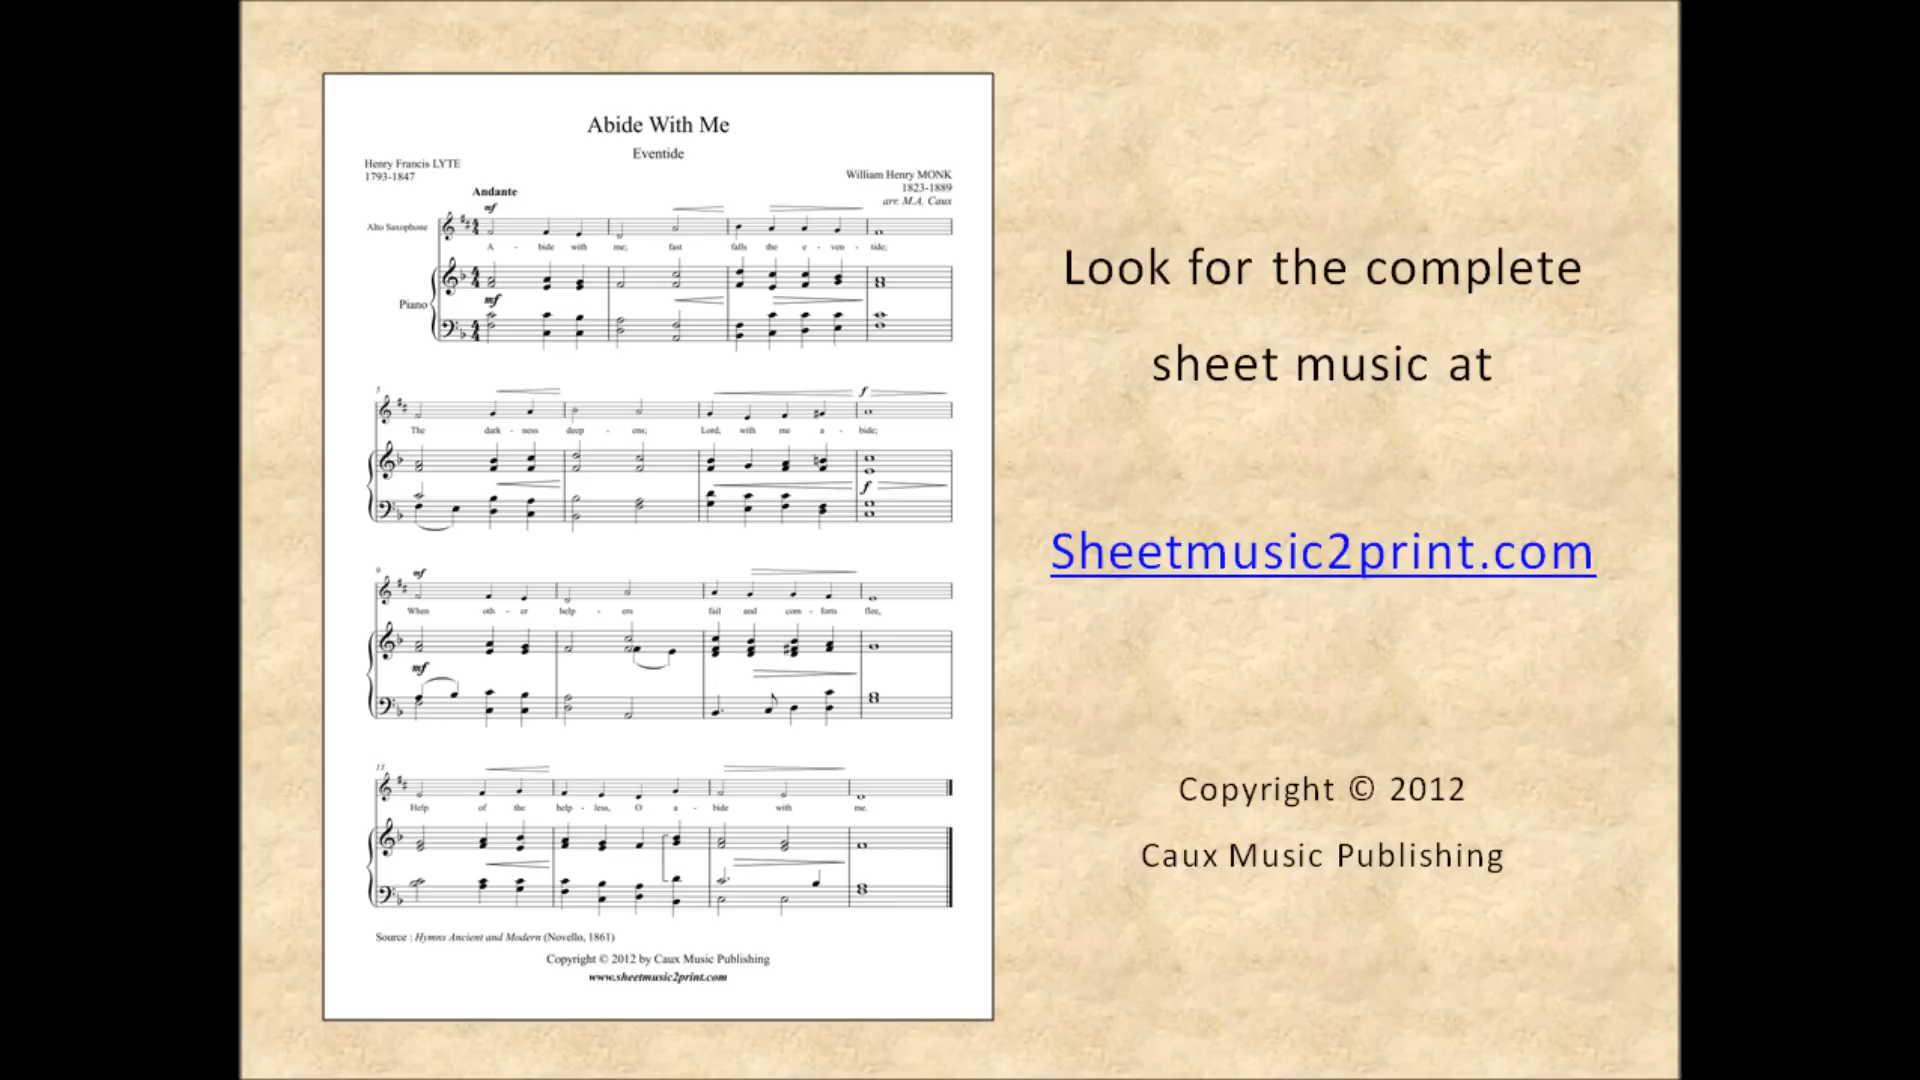 Abide With Me
Eventide
Henry Francis LYTE
1793-1847
William Henry MONK
1823-1889
arr. M.A. Caux
Andante
mf
Alto Saxophone
A - bide with me; fast falls the e - ven - tide;
Piano
mf
5
f
The dark - ness deep - ens; Lord, with me a - bide;
f
9
mf
When oth - er help - ers fail and com - forts flee,
mf
13
Help of the help - less, O a - bide with me.
Source : Hymns Ancient and Modern (Novello, 1861)
Copyright © 2012 by Caux Music Publishing
www.sheetmusic2print.com
Look for the complete
sheet music at
Sheetmusic2print.com
Copyright © 2012
Caux Music Publishing